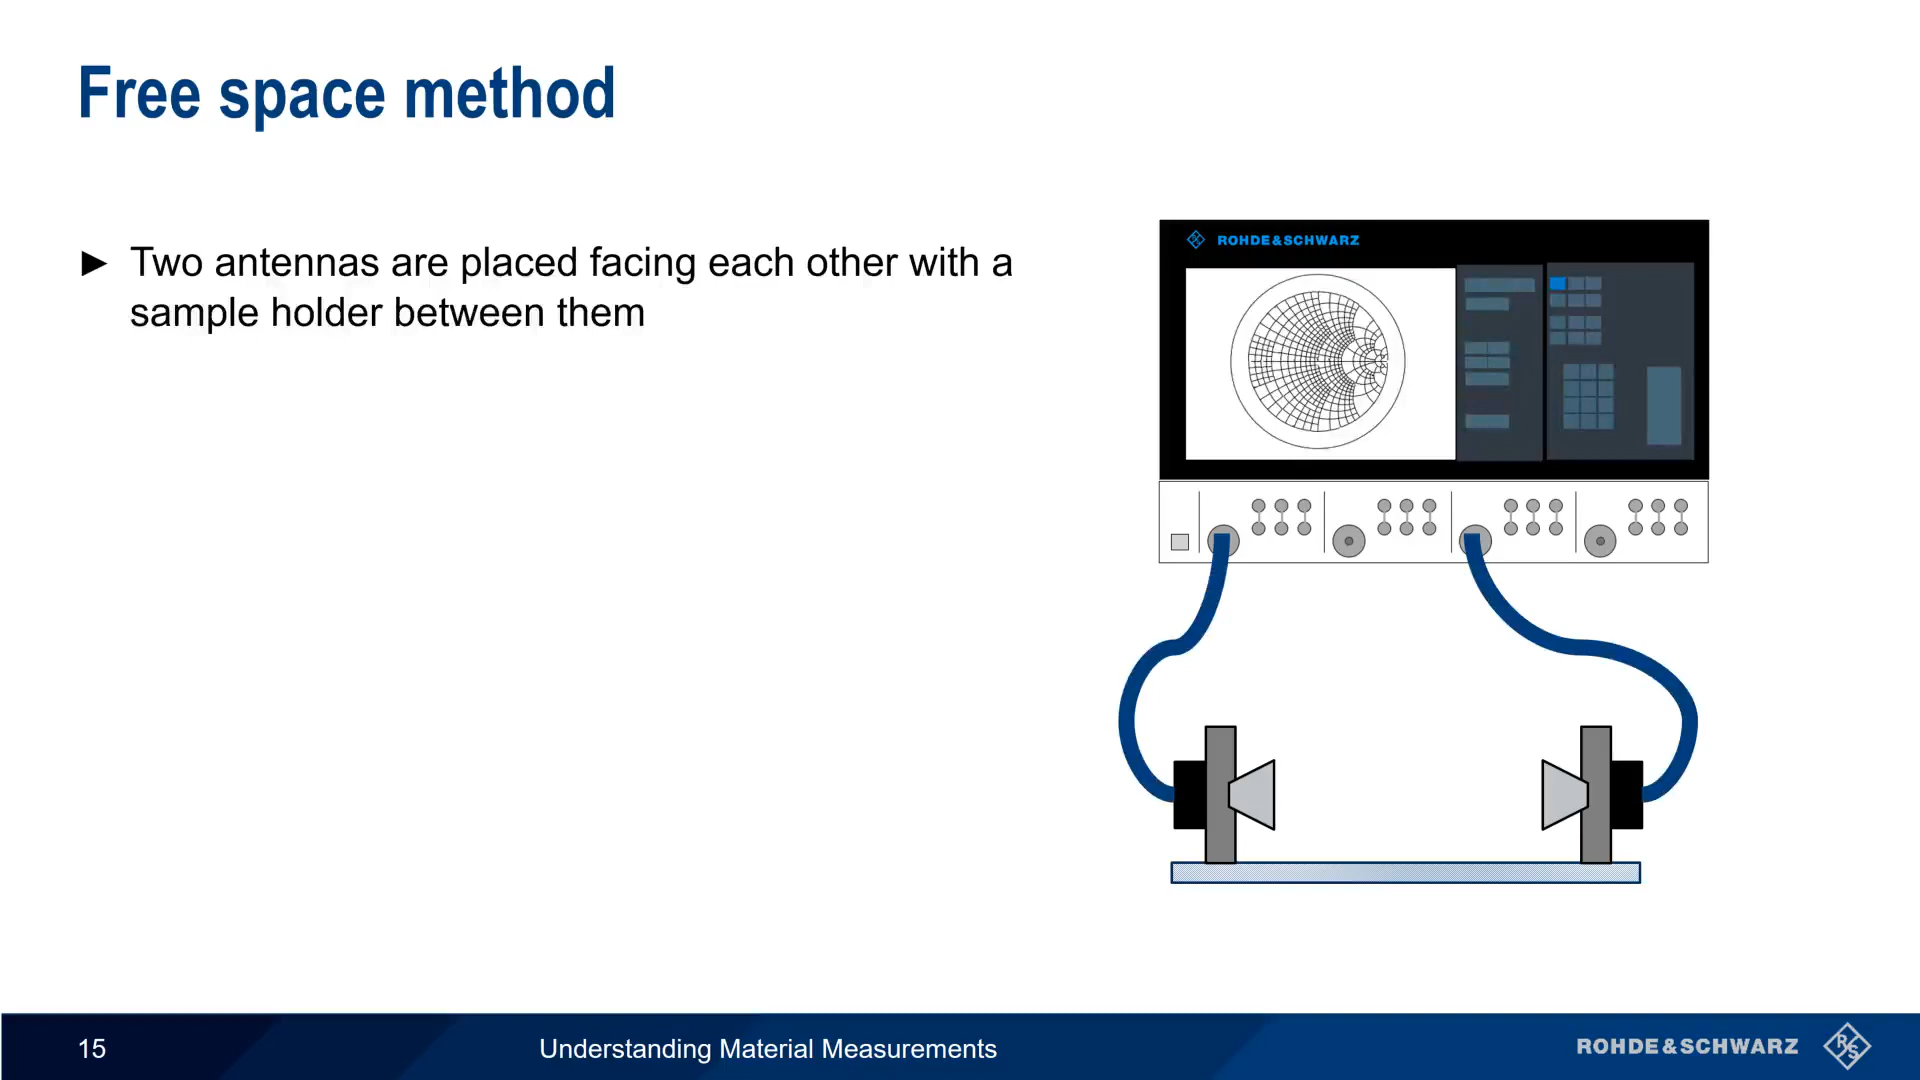 Free space method
► Two antennas are placed facing each other with a
sample holder between them
ROHDE&SCHWARZ
15
Understanding Material Measurements
ROHDE&SCHWARZ
R&S